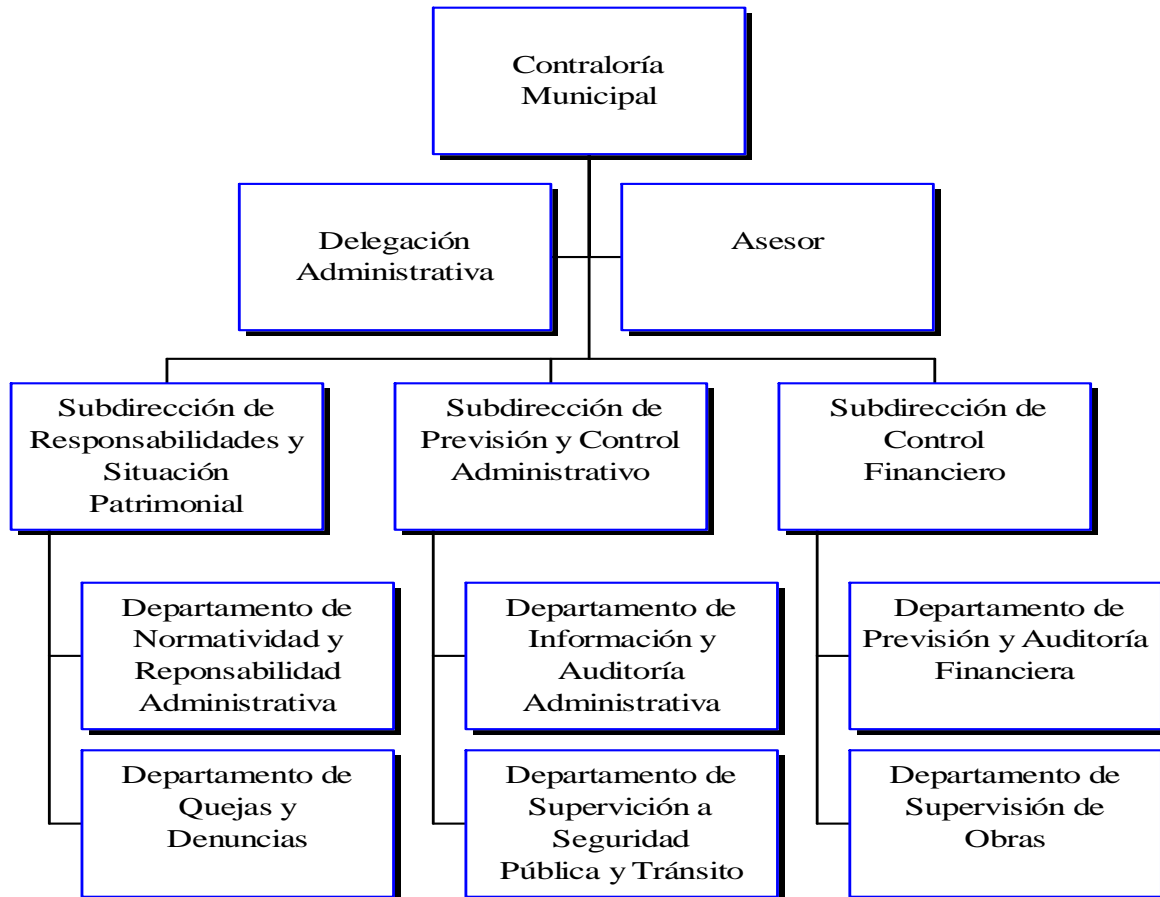 Contraloría
Municipal
Delegación
Administrativa
Asesor
Subdirección de
Responsabilidades y
Situación
Patrimonial
Subdirección de
Previsión y Control
Administrativo
Subdirección de
Control
Financiero
Departamento de
Normatividad y
Reponsabilidad
Administrativa
Departamento de
Información y
Auditoría
Administrativa
Departamento de
Previsión y Auditoría
Financiera
Departamento de
Quejas y
Denuncias
Departamento de
Supervición a
Seguridad
Pública y Tránsito
Departamento de
Supervisión de
Obras